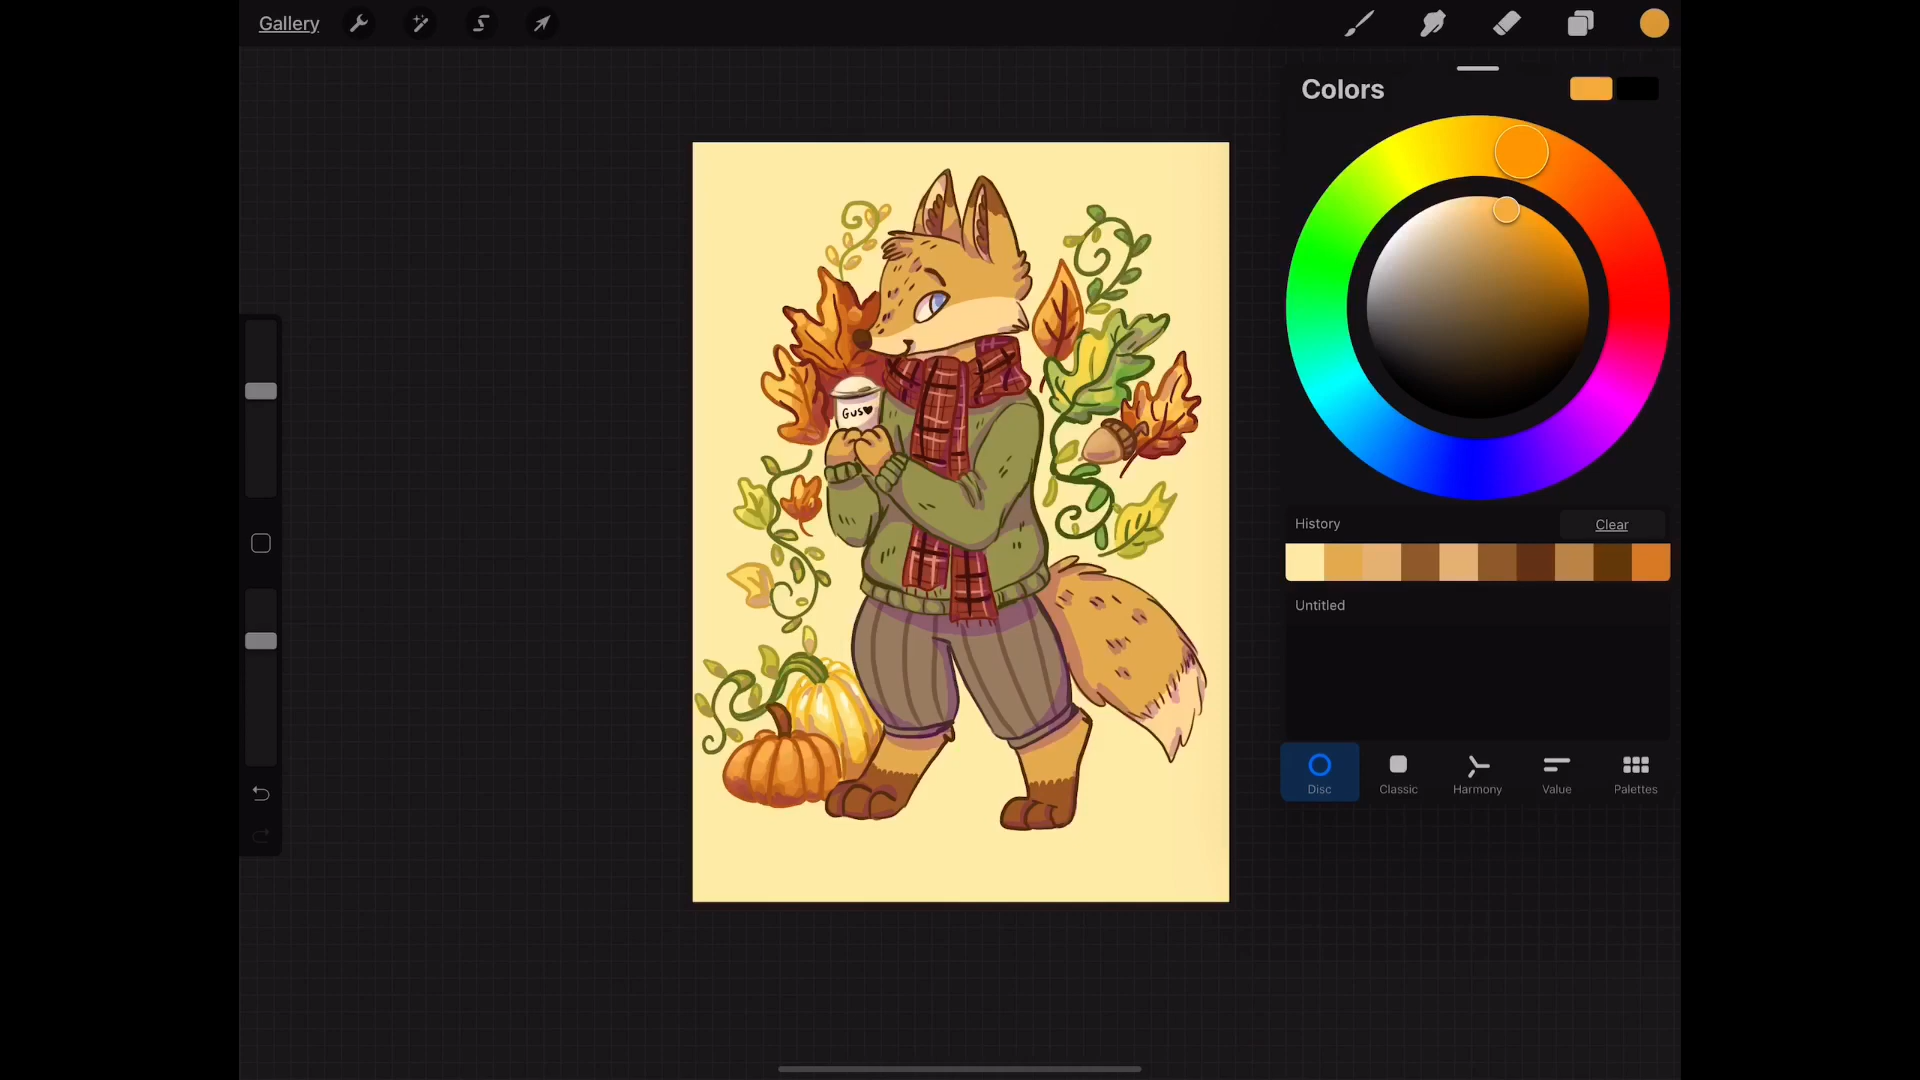 Gallery
Colors
Gus♥
History
Clear
Untitled
Disc
Classic
Harmony
Value
Palettes